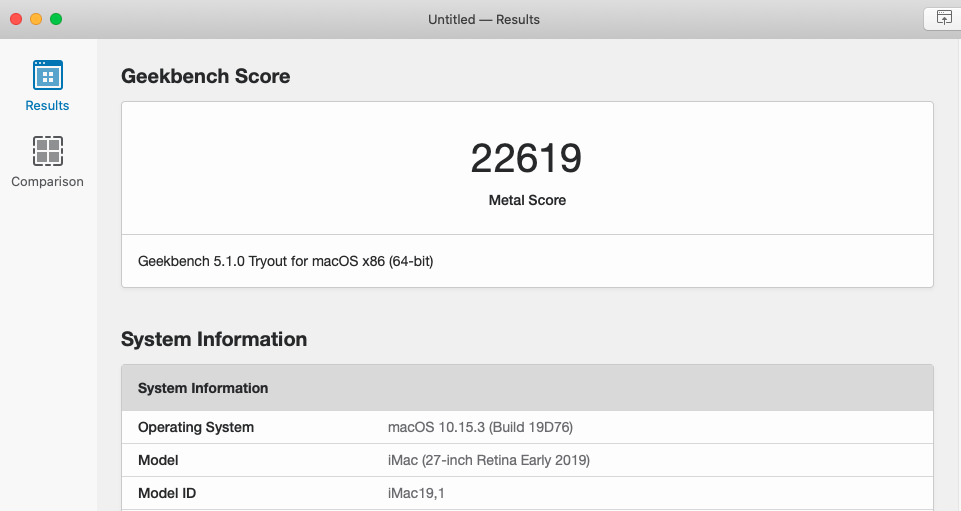 Untitled — Results
Results
Comparison
Geekbench Score
22619
Metal Score
Geekbench 5.1.0 Tryout for macOS x86 (64-bit)
System Information
System Information
Operating System macOS 10.15.3 (Build 19D76)
Model iMac (27-inch Retina Early 2019)
Model ID iMac19,1